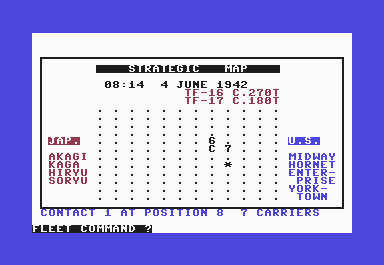 STRATEGIC MAP
08:14 4 JUNE 1942
TF-16 C.270T
TF-17 C.180T
JAP. 6 U.S.
C 7
AKAGI MIDWAY
KAGA * HORNET
HIRYU ENTER-
SORYU PRISE
YORK-
TOWN
CONTACT 1 AT POSITION 8 7 CARRIERS
FLEET COMMAND ?